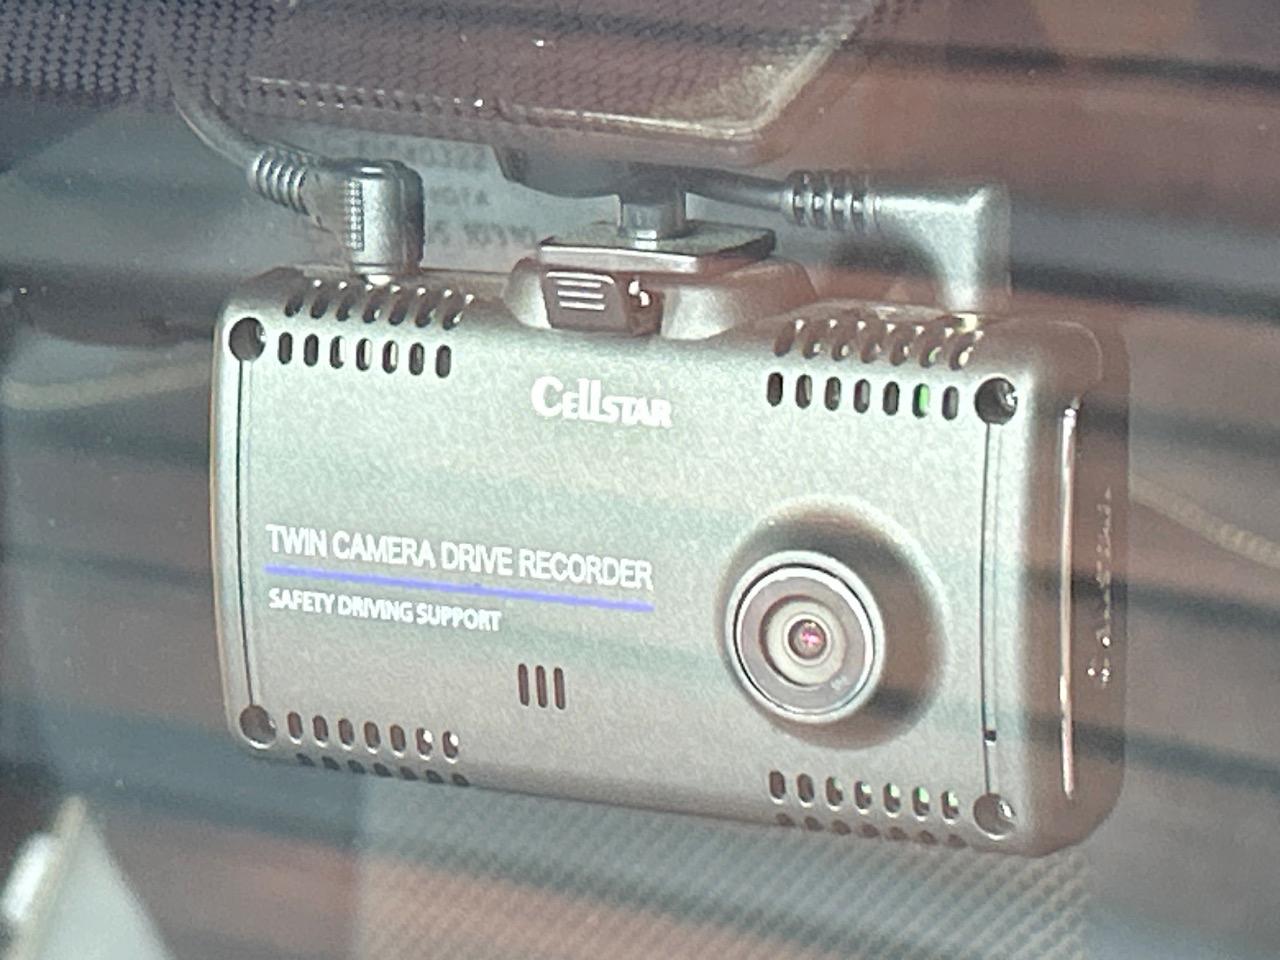 CELLSTAR
TWIN CAMERA DRIVE RECORDER
SAFETY DRIVING SUPPORT